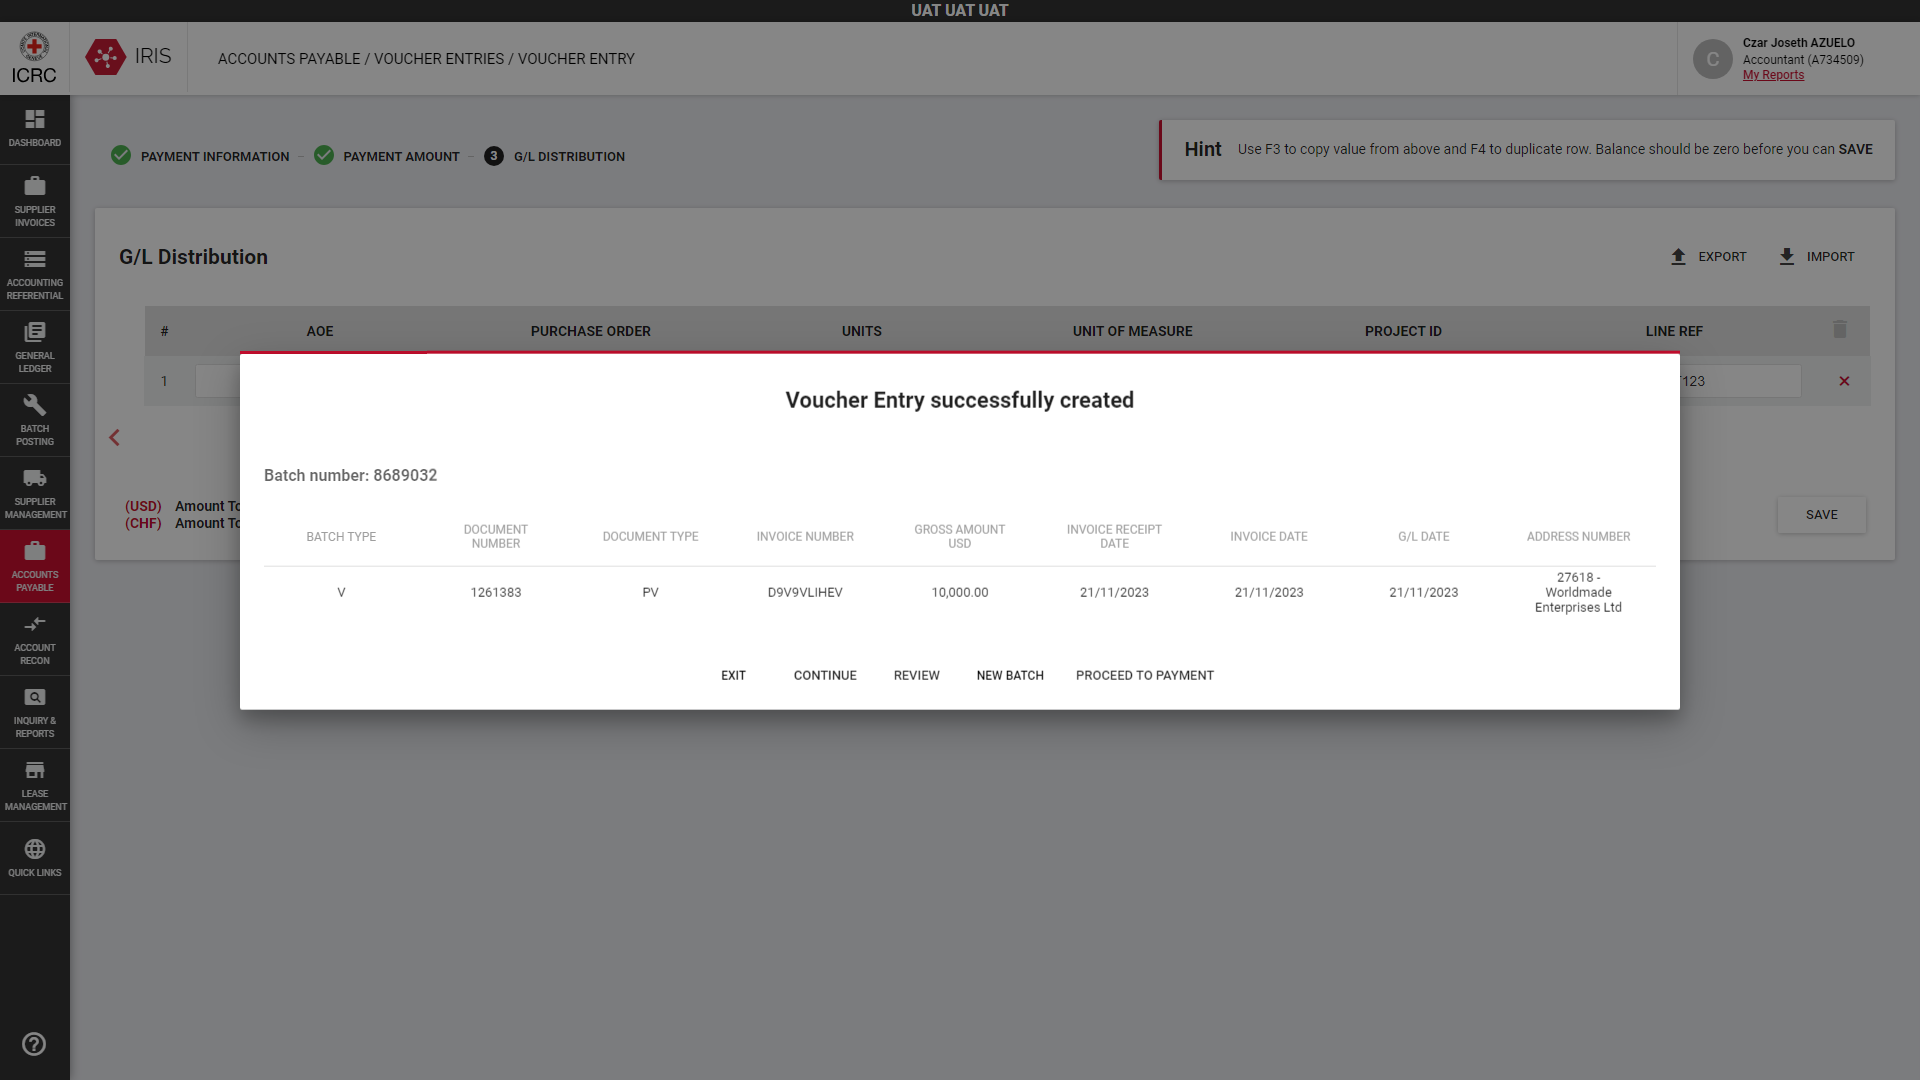 UAT UAT UAT
ICRC
IRIS
ACCOUNTS PAYABLE / VOUCHER ENTRIES / VOUCHER ENTRY
C
Czar Joseth AZUELO
Accountant (A734509)
My Reports
DASHBOARD
SUPPLIER
INVOICES
ACCOUNTING
REFERENTIAL
GENERAL
LEDGER
BATCH
POSTING
SUPPLIER
MANAGEMENT
ACCOUNTS
PAYABLE
ACCOUNT
RECON
INQUIRY &
REPORTS
LEASE
MANAGEMENT
QUICK LINKS
PAYMENT INFORMATION
PAYMENT AMOUNT
3 G/L DISTRIBUTION
Hint Use F3 to copy value from above and F4 to duplicate row. Balance should be zero before you can SAVE
G/L Distribution
EXPORT
IMPORT
# AOE PURCHASE ORDER UNITS UNIT OF MEASURE PROJECT ID LINE REF
1
123
(USD) Amount
(CHF) Amount
SAVE
Voucher Entry successfully created
Batch number: 8689032
BATCH TYPE DOCUMENT NUMBER DOCUMENT TYPE INVOICE NUMBER GROSS AMOUNT USD INVOICE RECEIPT DATE INVOICE DATE G/L DATE ADDRESS NUMBER
V 1261383 PV D9V9VLIHEV 10,000.00 21/11/2023 21/11/2023 21/11/2023 27618 - Worldmade Enterprises Ltd
EXIT CONTINUE REVIEW NEW BATCH PROCEED TO PAYMENT